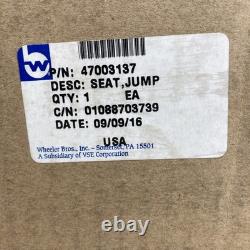 W
P/N: 47003137
DESC: SEAT,JUMP
QTY: 1 EA
C/N: 01088703739
DATE: 09/09/16
USA
Wheeler Bros., Inc. - Somerset, PA 15501
A Subsidiary of VSE Corporation